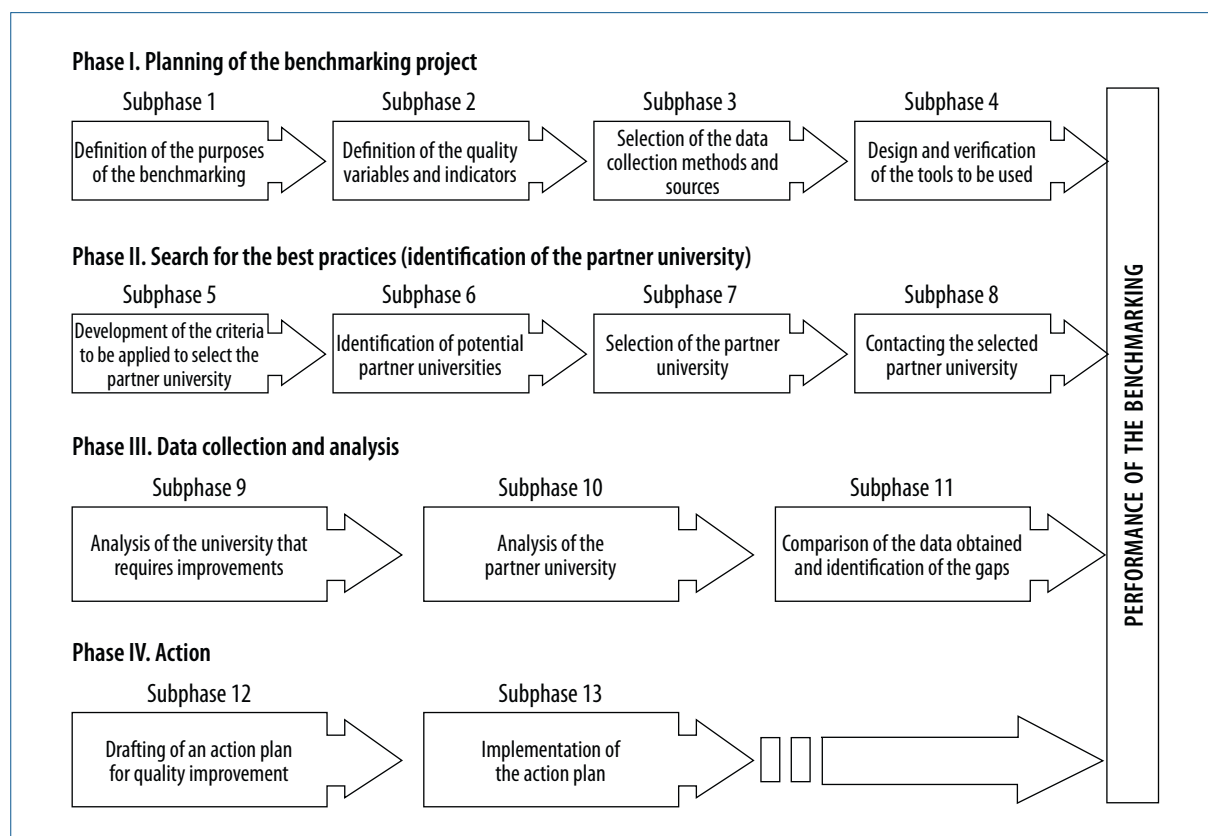 Phase I. Planning of the benchmarking project
Subphase 1
Subphase 2
Subphase 3
Subphase 4
Definition of the purposes
of the benchmarking
Definition of the quality
variables and indicators
Selection of the data
collection methods and
sources
Design and verification
of the tools to be used
Phase II. Search for the best practices (identification of the partner university)
Subphase 5
Subphase 6
Subphase 7
Subphase 8
Development of the criteria
to be applied to select the
partner university
Identification of potential
partner universities
Selection of the partner
university
Contacting the selected
partner university
Phase III. Data collection and analysis
Subphase 9
Subphase 10
Subphase 11
Analysis of the university that
requires improvements
Analysis of the
partner university
Comparison of the data obtained
and identification of the gaps
Phase IV. Action
Subphase 12
Subphase 13
Drafting of an action plan
for quality improvement
Implementation of
the action plan
PERFORMANCE OF THE BENCHMARKING